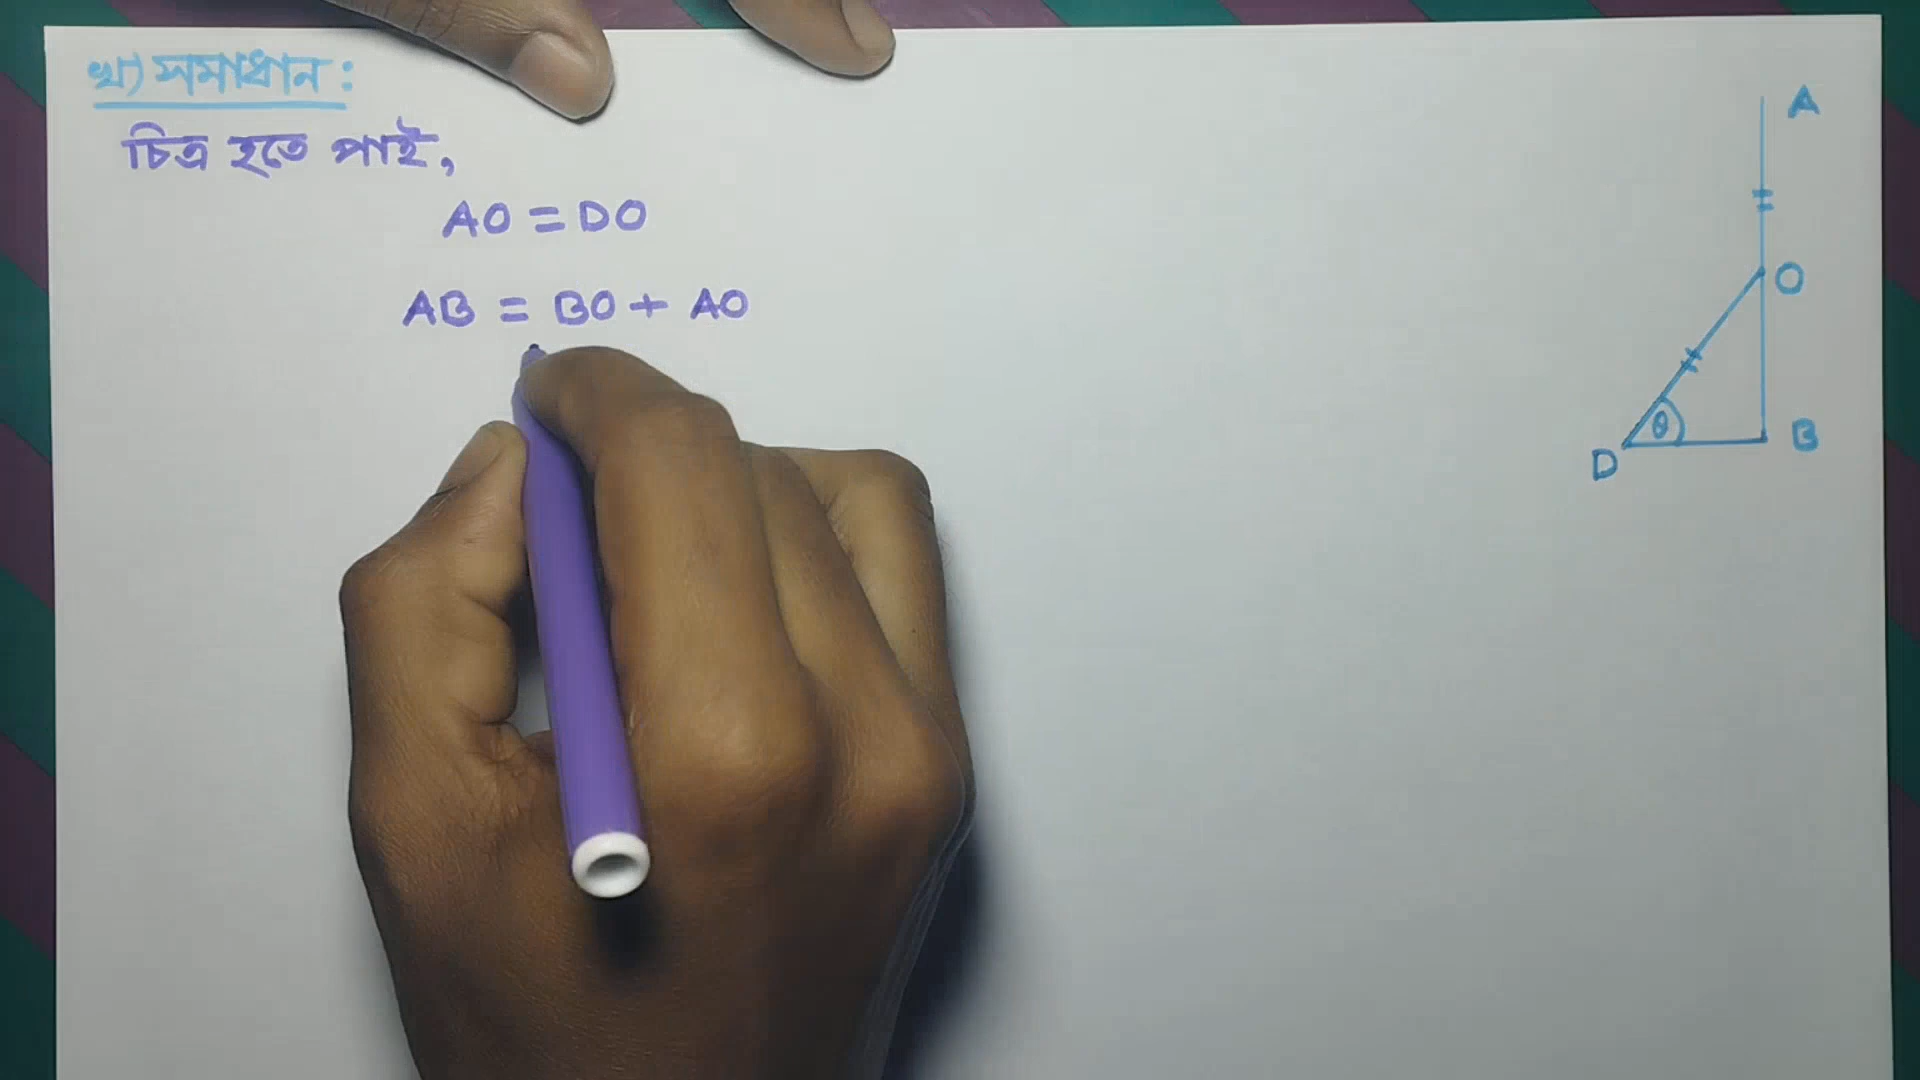 খ) সমাধান :
চিত্র হতে পাই,
AO = DO
AB = BO + AO
A
O
θ
B
D